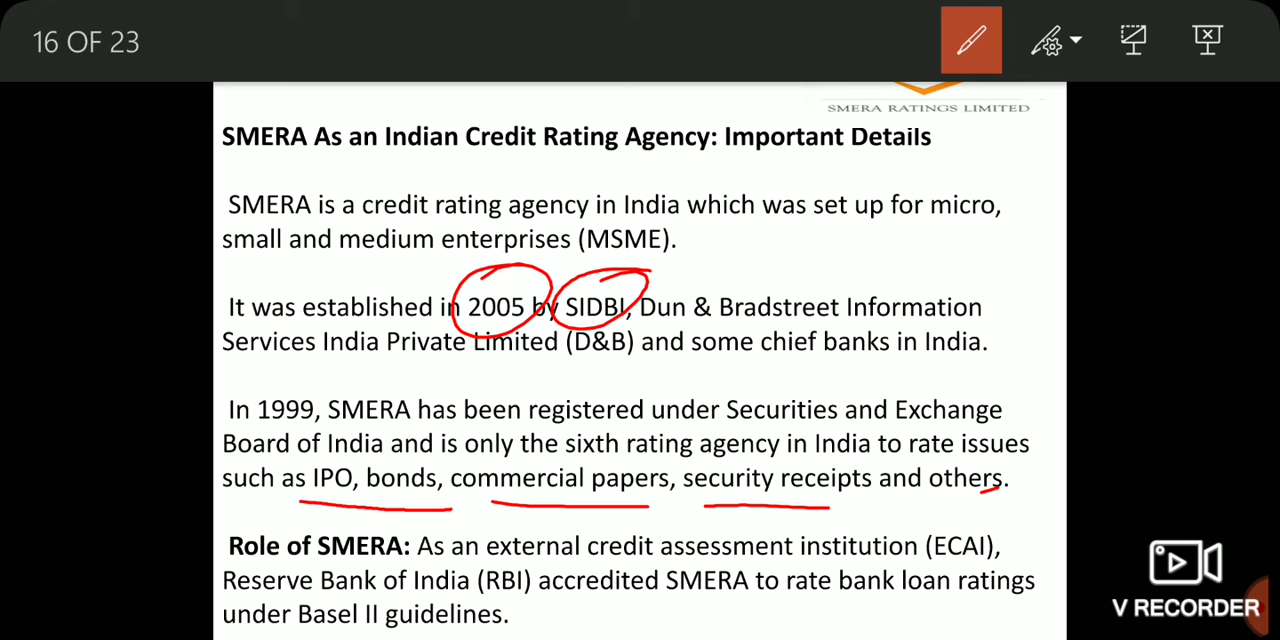 16 OF 23
SMERA RATINGS LIMITED
SMERA As an Indian Credit Rating Agency: Important Details
SMERA is a credit rating agency in India which was set up for micro,
small and medium enterprises (MSME).
It was established in 2005 by SIDBI, Dun & Bradstreet Information
Services India Private Limited (D&B) and some chief banks in India.
In 1999, SMERA has been registered under Securities and Exchange
Board of India and is only the sixth rating agency in India to rate issues
such as IPO, bonds, commercial papers, security receipts and others.
Role of SMERA: As an external credit assessment institution (ECAI),
Reserve Bank of India (RBI) accredited SMERA to rate bank loan ratings
under Basel II guidelines.
V RECORDER